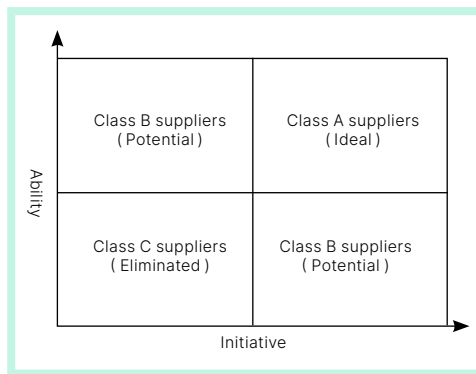 Class B suppliers
( Potential )
Class A suppliers
( Ideal )
Ability
Class C suppliers
( Eliminated )
Class B suppliers
( Potential )
Initiative